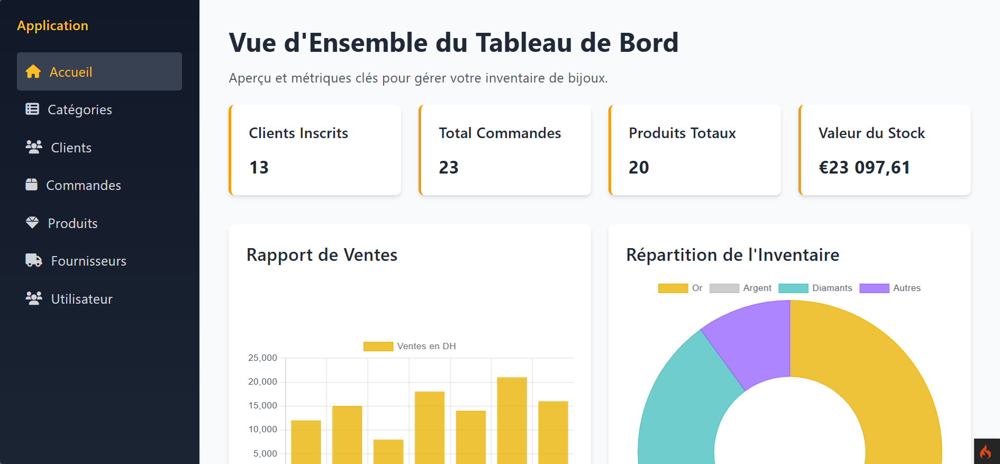 Application
Accueil
Catégories
Clients
Commandes
Produits
Fournisseurs
Utilisateur
Vue d'Ensemble du Tableau de Bord
Aperçu et métriques clés pour gérer votre inventaire de bijoux.
Clients Inscrits
13
Total Commandes
23
Produits Totaux
20
Valeur du Stock
€23 097,61
Rapport de Ventes
Ventes en DH
25,000
20,000
15,000
10,000
5,000
Répartition de l'Inventaire
Or Argent Diamants Autres